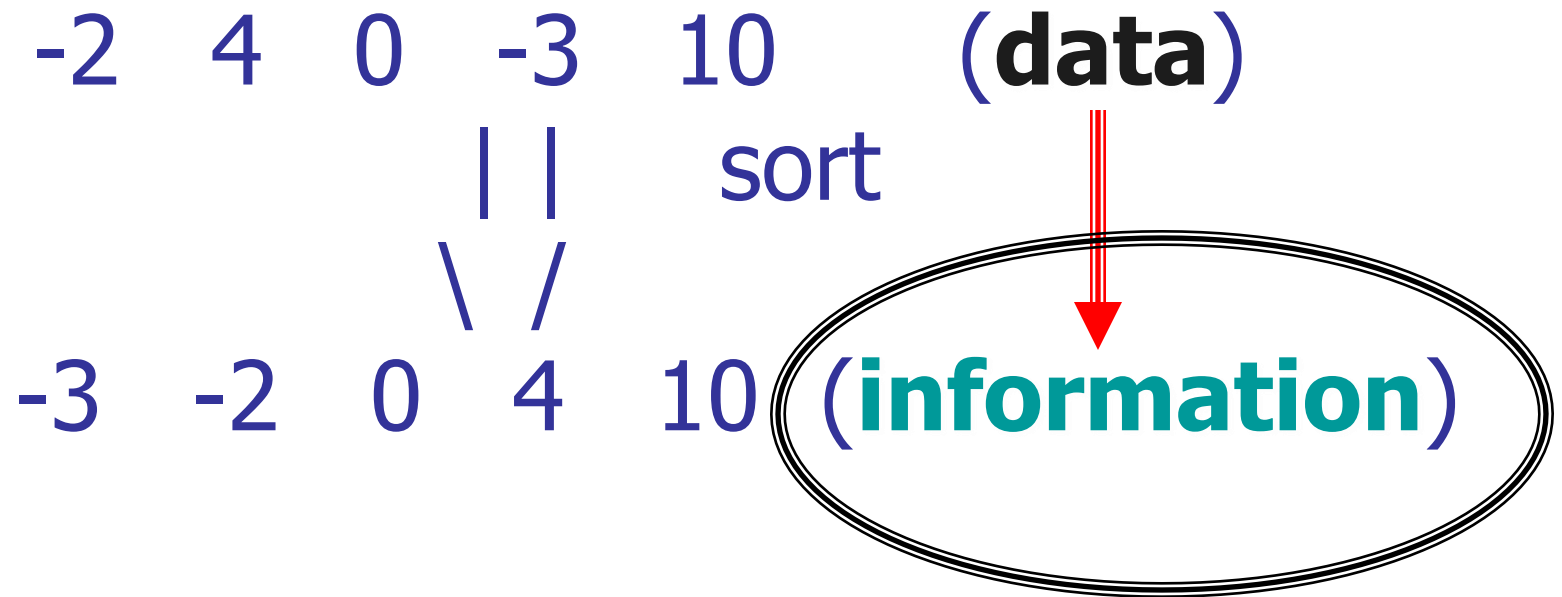 -2 4 0 -3 10 (data)
| | sort
\ /
-3 -2 0 4 10 (information)